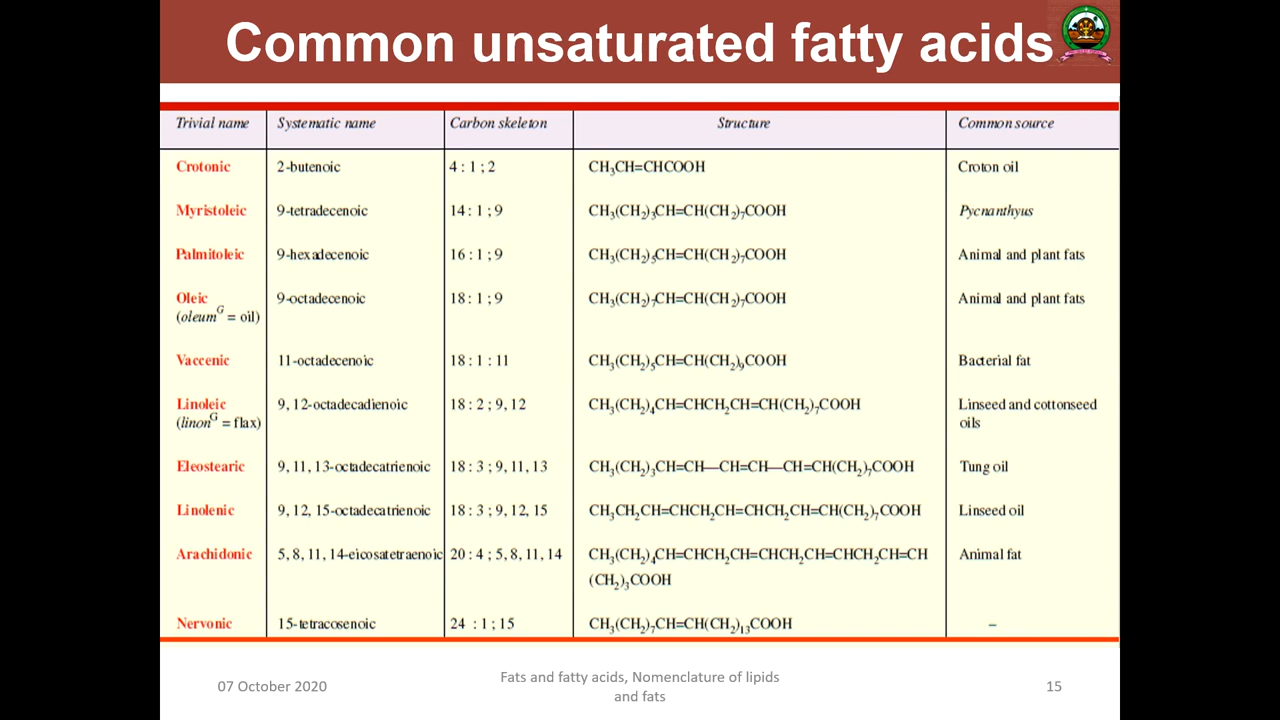 Common unsaturated fatty acids
Trivial name Systematic name Carbon skeleton Structure Common source
Crotonic 2-butenoic 4 : 1 ; 2 CH₃CH=CHCOOH Croton oil
Myristoleic 9-tetradecenoic 14 : 1 ; 9 CH₃(CH₂)₃CH=CH(CH₂)₇COOH Pycnanthyus
Palmitoleic 9-hexadecenoic 16 : 1 ; 9 CH₃(CH₂)₅CH=CH(CH₂)₇COOH Animal and plant fats
Oleic 9-octadecenoic 18 : 1 ; 9 CH₃(CH₂)₇CH=CH(CH₂)₇COOH Animal and plant fats
(oleumᴳ = oil)
Vaccenic 11-octadecenoic 18 : 1 : 11 CH₃(CH₂)₅CH=CH(CH₂)₉COOH Bacterial fat
Linoleic 9, 12-octadecadienoic 18 : 2 ; 9, 12 CH₃(CH₂)₄CH=CHCH₂CH=CH(CH₂)₇COOH Linseed and cottonseed
(linonᴳ = flax) oils
Eleostearic 9, 11, 13-octadecatrienoic 18 : 3 ; 9, 11, 13 CH₃(CH₂)₃CH=CH—CH=CH—CH=CH(CH₂)₇COOH Tung oil
Linolenic 9, 12, 15-octadecatrienoic 18 : 3 ; 9, 12, 15 CH₃CH₂CH=CHCH₂CH=CHCH₂CH=CH(CH₂)₇COOH Linseed oil
Arachidonic 5, 8, 11, 14-eicosatetraenoic 20 : 4 ; 5, 8, 11, 14 CH₃(CH₂)₄CH=CHCH₂CH=CHCH₂CH=CHCH₂CH=CH Animal fat
(CH₂)₃COOH
Nervonic 15-tetracosenoic 24 : 1 ; 15 CH₃(CH₂)₇CH=CH(CH₂)₁₃COOH –
07 October 2020 Fats and fatty acids, Nomenclature of lipids 15
and fats